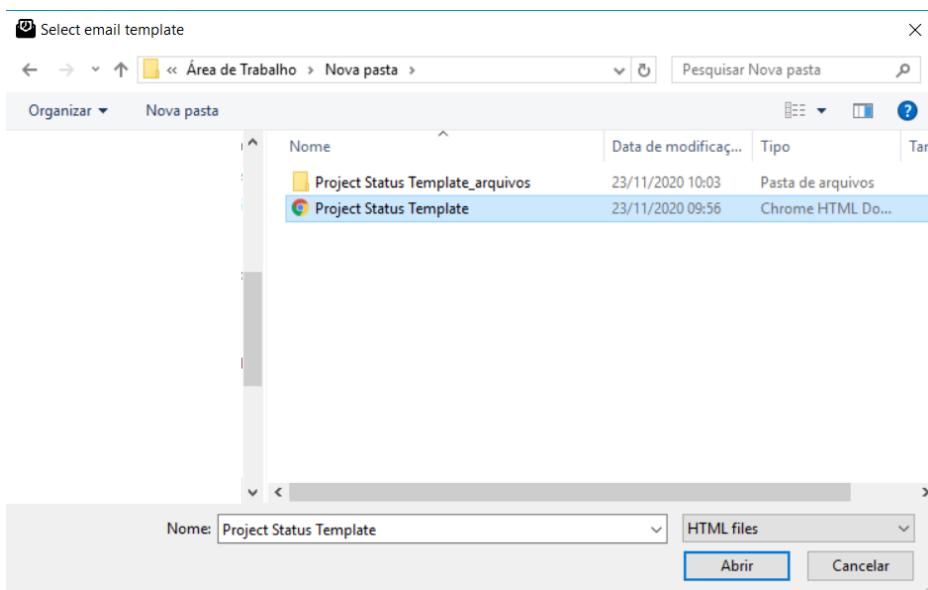 Select email template
« Área de Trabalho > Nova pasta >
Pesquisar Nova pasta
Organizar
Nova pasta
Nome
Data de modificaç...
Tipo
Tar
Project Status Template_arquivos
23/11/2020 10:03
Pasta de arquivos
Project Status Template
23/11/2020 09:56
Chrome HTML Do...
Nome:
Project Status Template
HTML files
Abrir
Cancelar